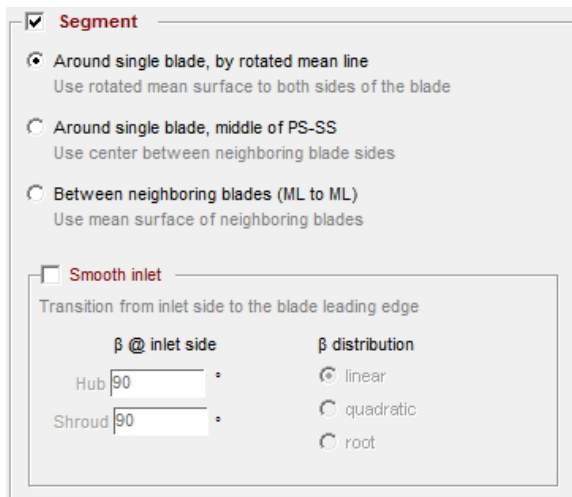 Segment
Around single blade, by rotated mean line
Use rotated mean surface to both sides of the blade
Around single blade, middle of PS-SS
Use center between neighboring blade sides
Between neighboring blades (ML to ML)
Use mean surface of neighboring blades
Smooth inlet
Transition from inlet side to the blade leading edge
β @ inlet side β distribution
Hub 90 ° linear
quadratic
Shroud 90 °
root